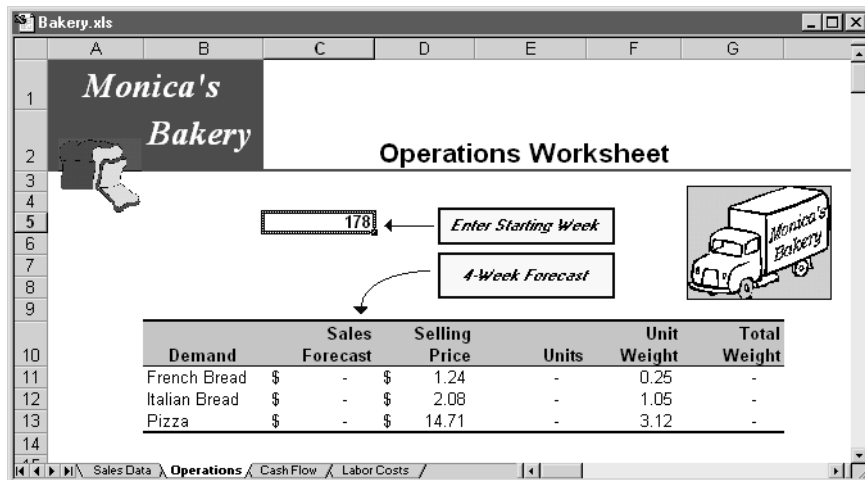 Bakery.xls
A B C D E F G
1 Monica's
Bakery
2 Operations Worksheet
3
4
5 178 Enter Starting Week
Monica's
Bakery
6
7 4-Week Forecast
8
9
Sales Selling Unit Total
10 Demand Forecast Price Units Weight Weight
11 French Bread $ - $ 1.24 - 0.25 -
12 Italian Bread $ - $ 2.08 - 1.05 -
13 Pizza $ - $ 14.71 - 3.12 -
14
Sales Data Operations Cash Flow Labor Costs